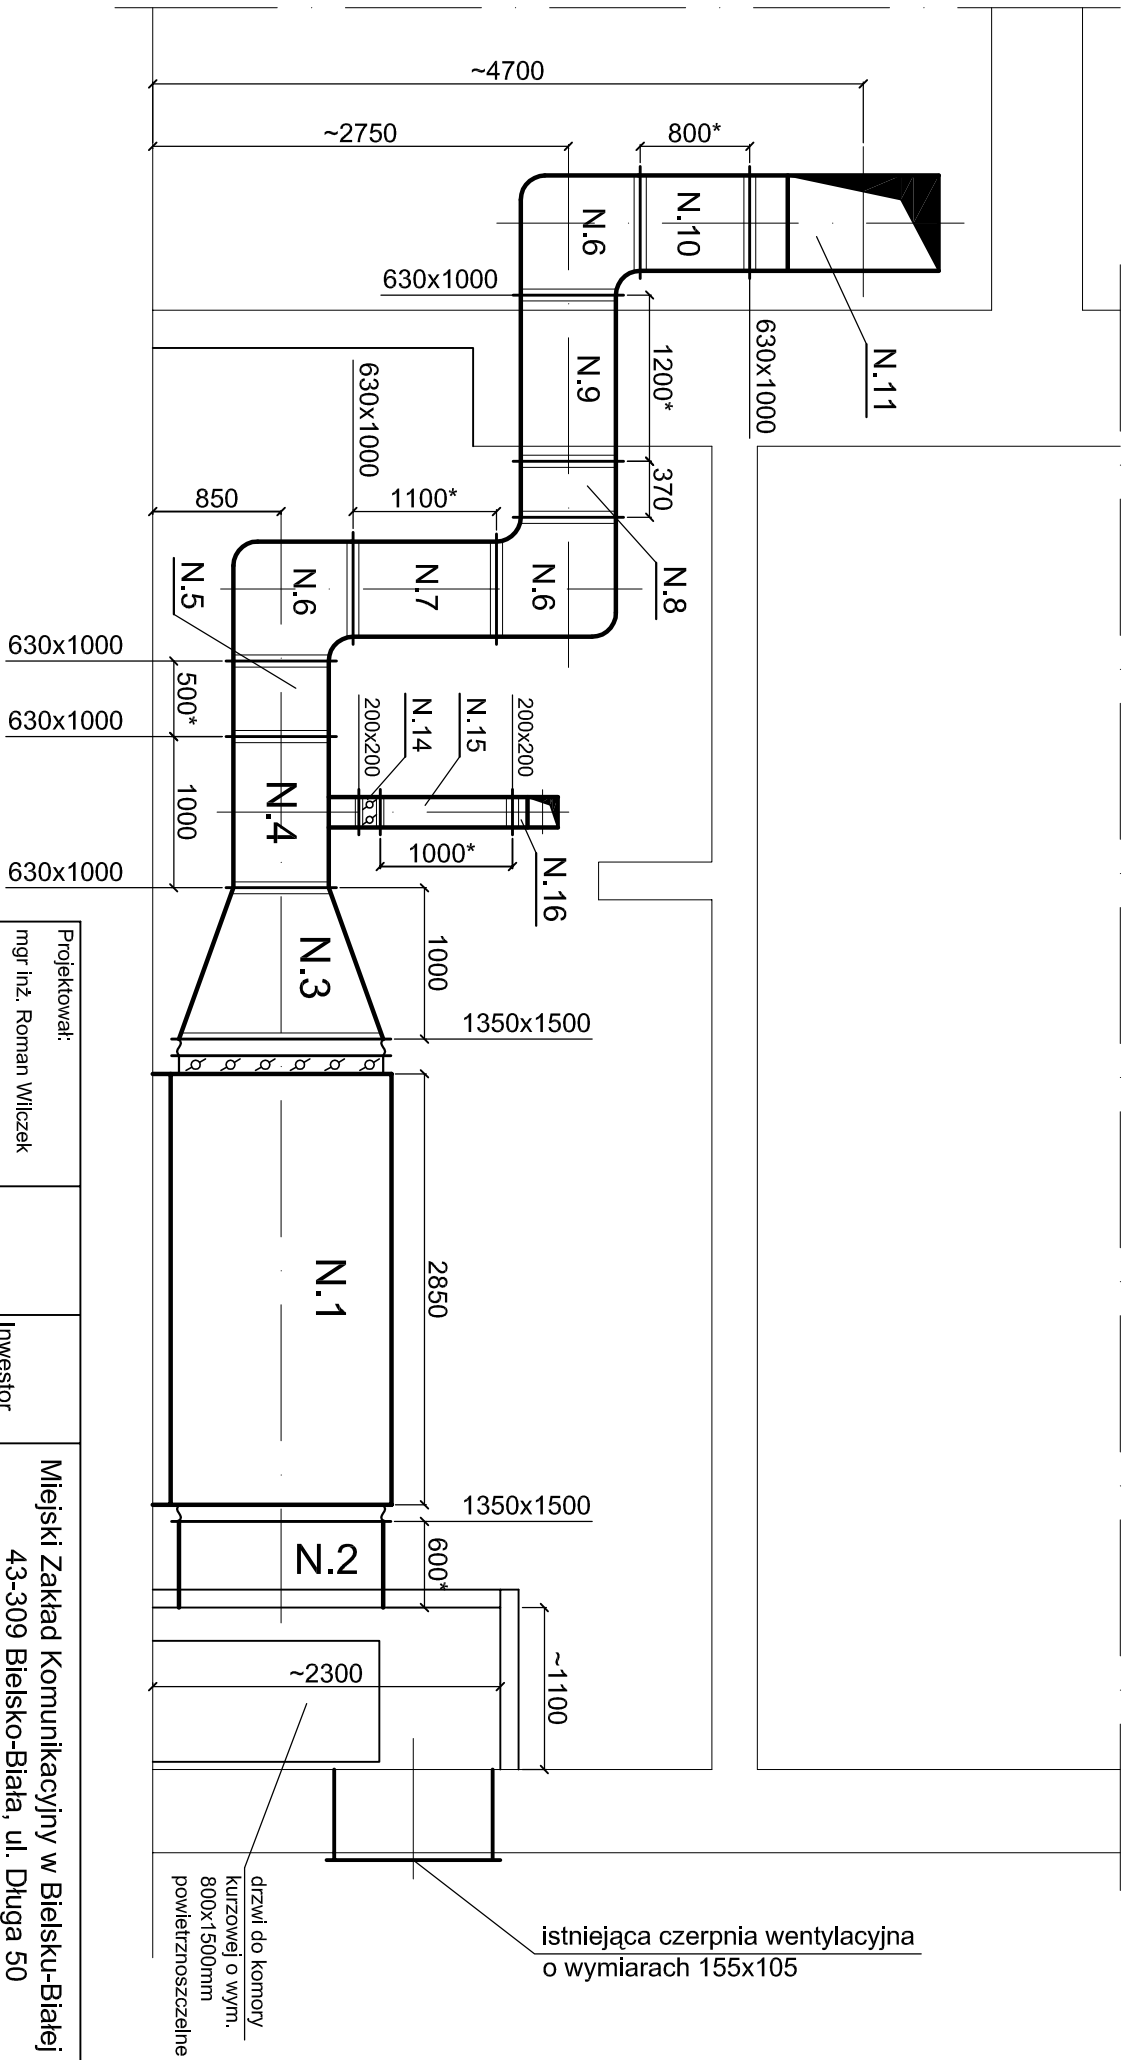 ~4700
~2750
800*
N.10
N.6
630x1000
630x1000
N.11
1200*
N.9
630x1000
370
850
1100*
N.5
N.6
N.7
N.6
N.8
630x1000
500*
630x1000
1000
630x1000
N.4
200x200
N.14
N.15
200x200
1000*
N.16
N.3
1000
1350x1500
N.1
2850
1350x1500
N.2
600*
~2300
~1100
drzwi do komory
kurzowej o wym.
800x1500mm
powietrznoszczelne
istniejąca czerpnia wentylacyjna
o wymiarach 155x105
Projektował:
mgr inż. Roman Wilczek
Inwestor
Miejski Zakład Komunikacyjny w Bielsku-Białej
43-309 Bielsko-Biała, ul. Długa 50